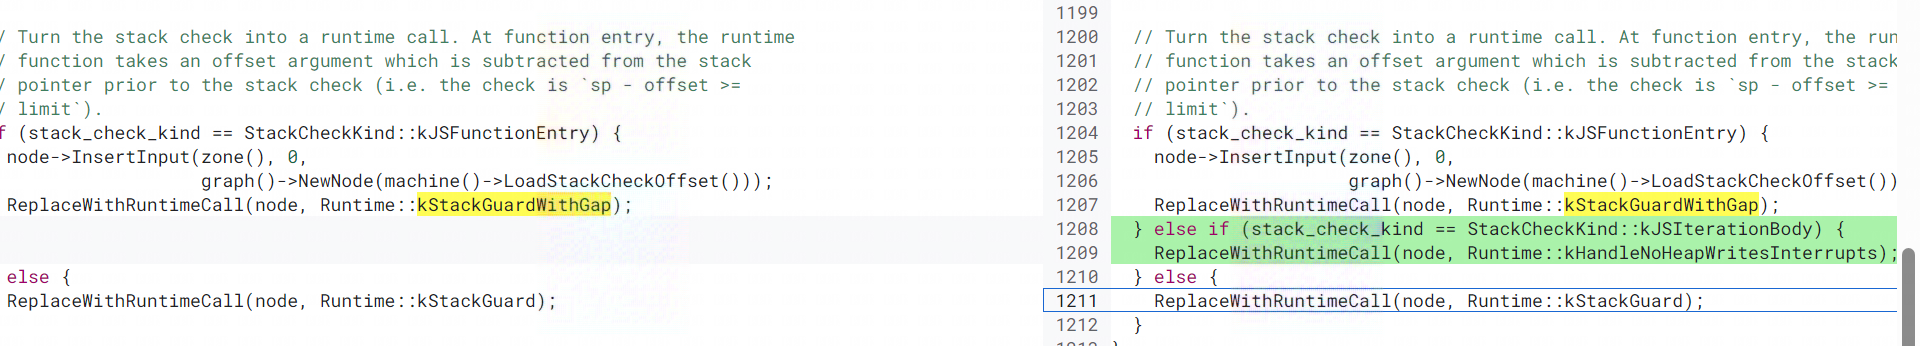 / Turn the stack check into a runtime call. At function entry, the runtime
/ function takes an offset argument which is subtracted from the stack
/ pointer prior to the stack check (i.e. the check is `sp - offset >=
/ limit`).
f (stack_check_kind == StackCheckKind::kJSFunctionEntry) {
node->InsertInput(zone(), 0,
graph()->NewNode(machine()->LoadStackCheckOffset()));
ReplaceWithRuntimeCall(node, Runtime::kStackGuardWithGap);
else {
ReplaceWithRuntimeCall(node, Runtime::kStackGuard);
1199
1200 // Turn the stack check into a runtime call. At function entry, the run
1201 // function takes an offset argument which is subtracted from the stack
1202 // pointer prior to the stack check (i.e. the check is `sp - offset >=
1203 // limit`).
1204 if (stack_check_kind == StackCheckKind::kJSFunctionEntry) {
1205 node->InsertInput(zone(), 0,
1206 graph()->NewNode(machine()->LoadStackCheckOffset())
1207 ReplaceWithRuntimeCall(node, Runtime::kStackGuardWithGap);
1208 } else if (stack_check_kind == StackCheckKind::kJSIterationBody) {
1209 ReplaceWithRuntimeCall(node, Runtime::kHandleNoHeapWritesInterrupts);
1210 } else {
1211 ReplaceWithRuntimeCall(node, Runtime::kStackGuard);
1212 }